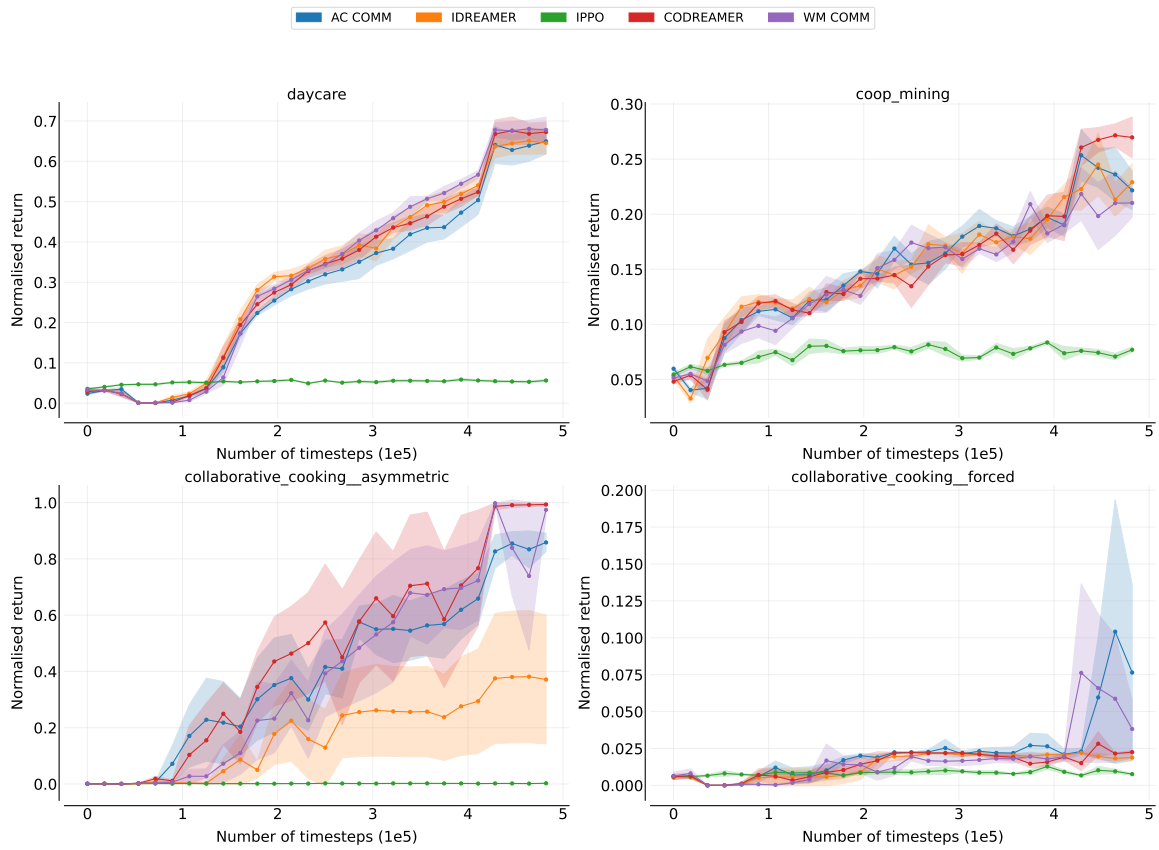 AC COMM IDREAMER IPPO CODREAMER WM COMM
daycare
Normalised return
0.7
0.6
0.5
0.4
0.3
0.2
0.1
0.0
0 1 2 3 4 5
Number of timesteps (1e5)
coop_mining
Normalised return
0.30
0.25
0.20
0.15
0.10
0.05
0 1 2 3 4 5
Number of timesteps (1e5)
collaborative_cooking__asymmetric
Normalised return
1.0
0.8
0.6
0.4
0.2
0.0
0 1 2 3 4 5
Number of timesteps (1e5)
collaborative_cooking__forced
Normalised return
0.200
0.175
0.150
0.125
0.100
0.075
0.050
0.025
0.000
0 1 2 3 4 5
Number of timesteps (1e5)